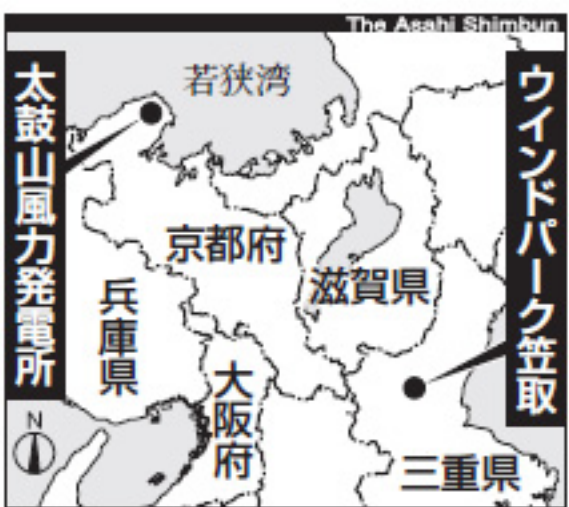 The Asahi Shimbun
太鼓山風力発電所
若狭湾
ウインドパーク笠取
京都府
滋賀県
兵庫県
大阪府
三重県
N